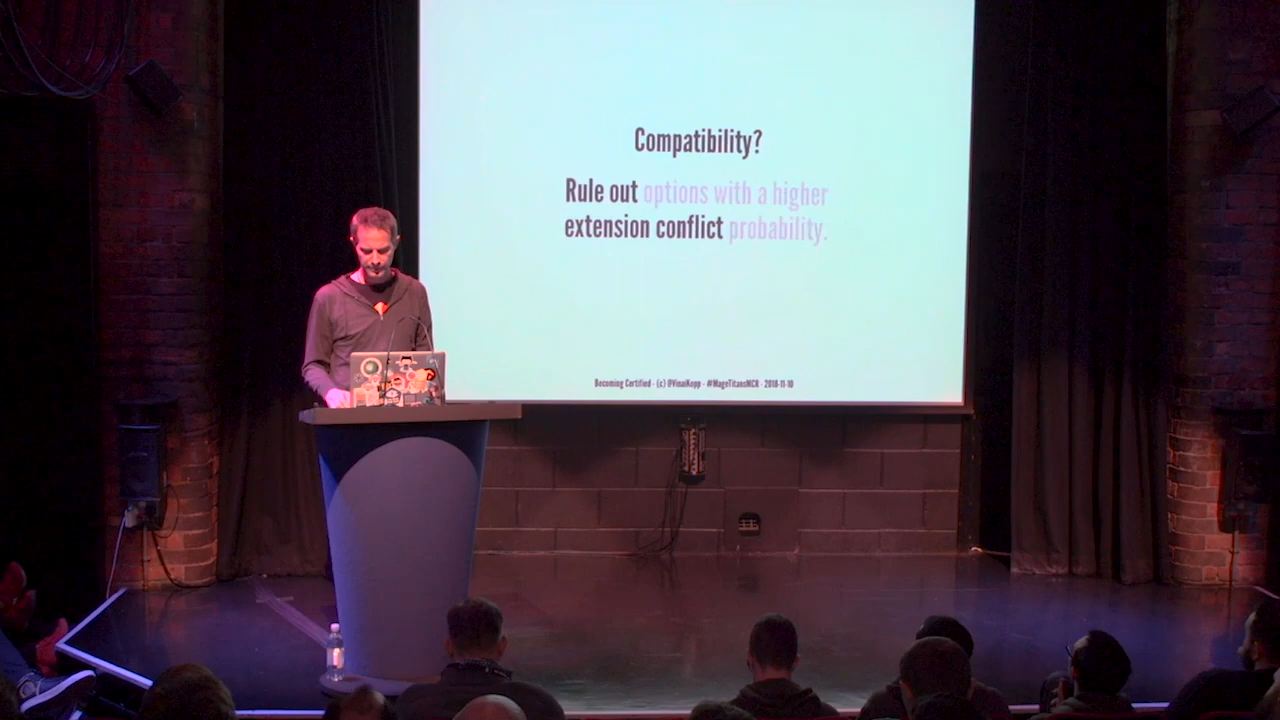 Compatibility?
Rule out options with a higher
extension conflict probability.
Becoming Certified - (c) @VinaiKopp - #MageTitansMCR - 2018-11-10